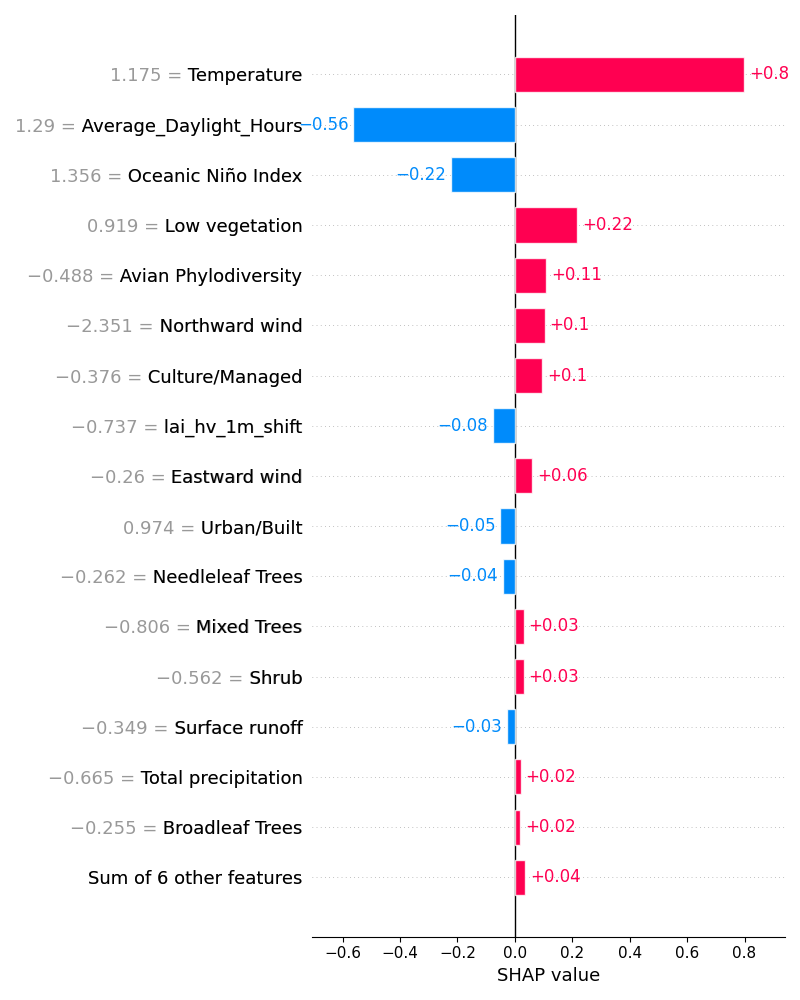 1.175 = Temperature +0.8
1.29 = Average_Daylight_Hours −0.56
1.356 = Oceanic Niño Index −0.22
0.919 = Low vegetation +0.22
−0.488 = Avian Phylodiversity +0.11
−2.351 = Northward wind +0.1
−0.376 = Culture/Managed +0.1
−0.737 = lai_hv_1m_shift −0.08
−0.26 = Eastward wind +0.06
0.974 = Urban/Built −0.05
−0.262 = Needleleaf Trees −0.04
−0.806 = Mixed Trees +0.03
−0.562 = Shrub +0.03
−0.349 = Surface runoff −0.03
−0.665 = Total precipitation +0.02
−0.255 = Broadleaf Trees +0.02
Sum of 6 other features +0.04
−0.6 −0.4 −0.2 0.0 0.2 0.4 0.6 0.8
SHAP value